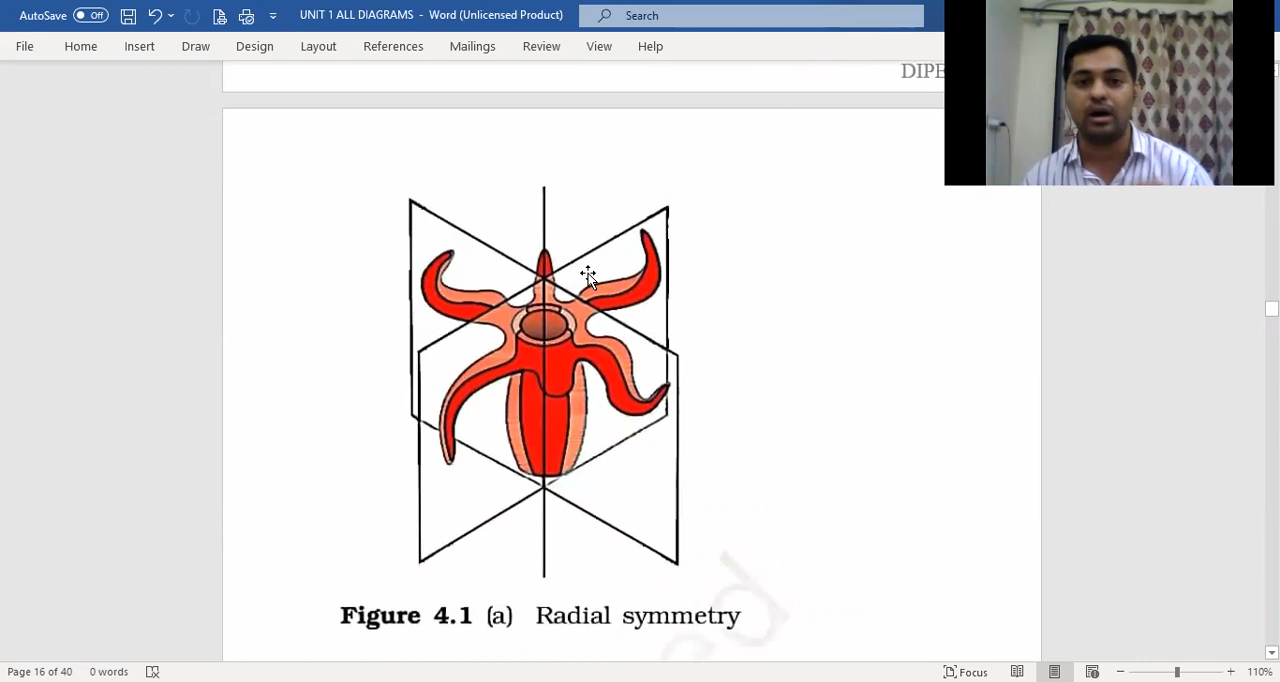 AutoSave Off UNIT 1 ALL DIAGRAMS - Word (Unlicensed Product) Search
File Home Insert Draw Design Layout References Mailings Review View Help
Figure 4.1 (a) Radial symmetry
Page 16 of 40 0 words Focus 110%